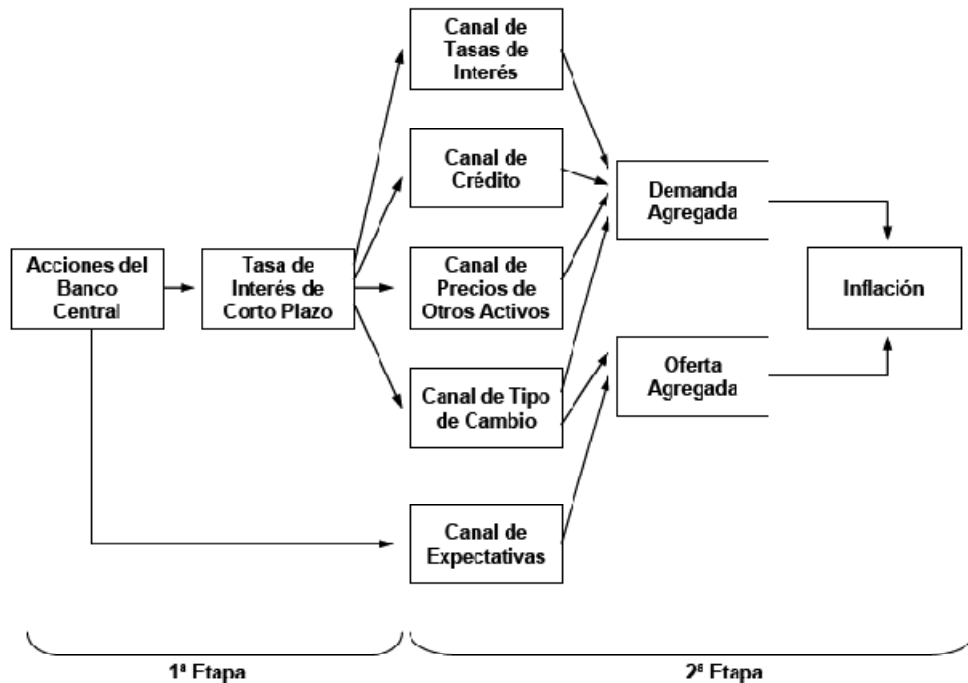 Canal de
Tasas de
Interés
Canal de
Crédito
Demanda
Agregada
Acciones del
Banco
Central
Tasa de
Interés de
Corto Plazo
Canal de
Precios de
Otros Activos
Inflación
Oferta
Agregada
Canal de Tipo
de Cambio
Canal de
Expectativas
1ª Etapa
2ª Etapa